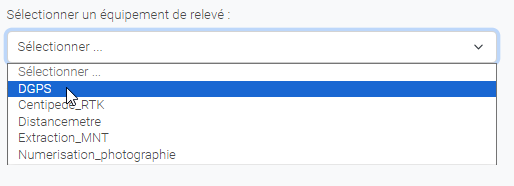 Sélectionner un équipement de relevé :
Sélectionner ...
Sélectionner ...
DGPS
Centipede_RTK
Distancemetre
Extraction_MNT
Numerisation_photographie